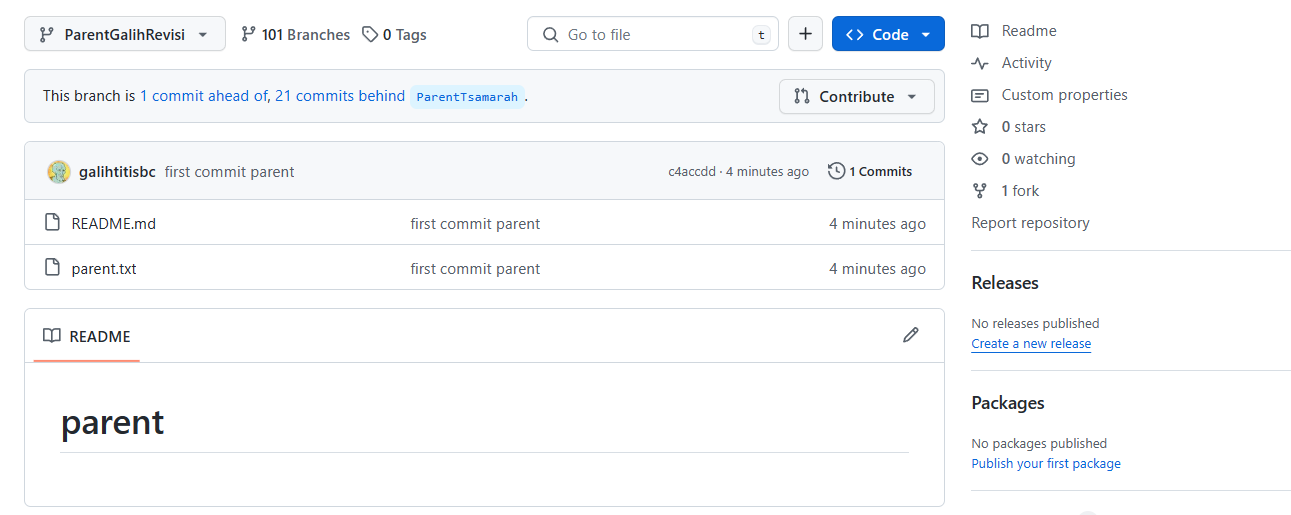 ParentGalihRevisi 101 Branches 0 Tags Go to file t Code
This branch is 1 commit ahead of, 21 commits behind ParentTsamarah.
Contribute
galihtitisbc first commit parent c4accdd · 4 minutes ago 1 Commits
README.md first commit parent 4 minutes ago
parent.txt first commit parent 4 minutes ago
README
parent
Readme
Activity
Custom properties
0 stars
0 watching
1 fork
Report repository
Releases
No releases published
Create a new release
Packages
No packages published
Publish your first package